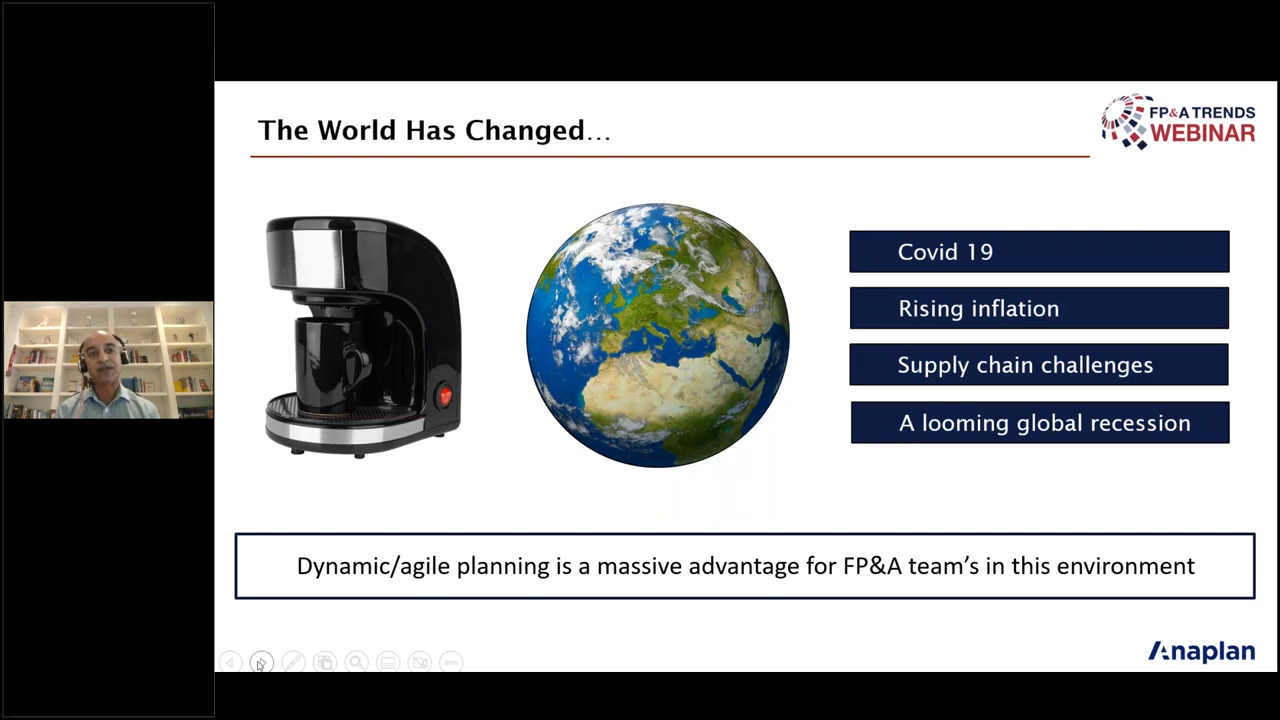 The World Has Changed...
FP&A TRENDS
WEBINAR
Covid 19
Rising inflation
Supply chain challenges
A looming global recession
Dynamic/agile planning is a massive advantage for FP&A team’s in this environment
Anaplan